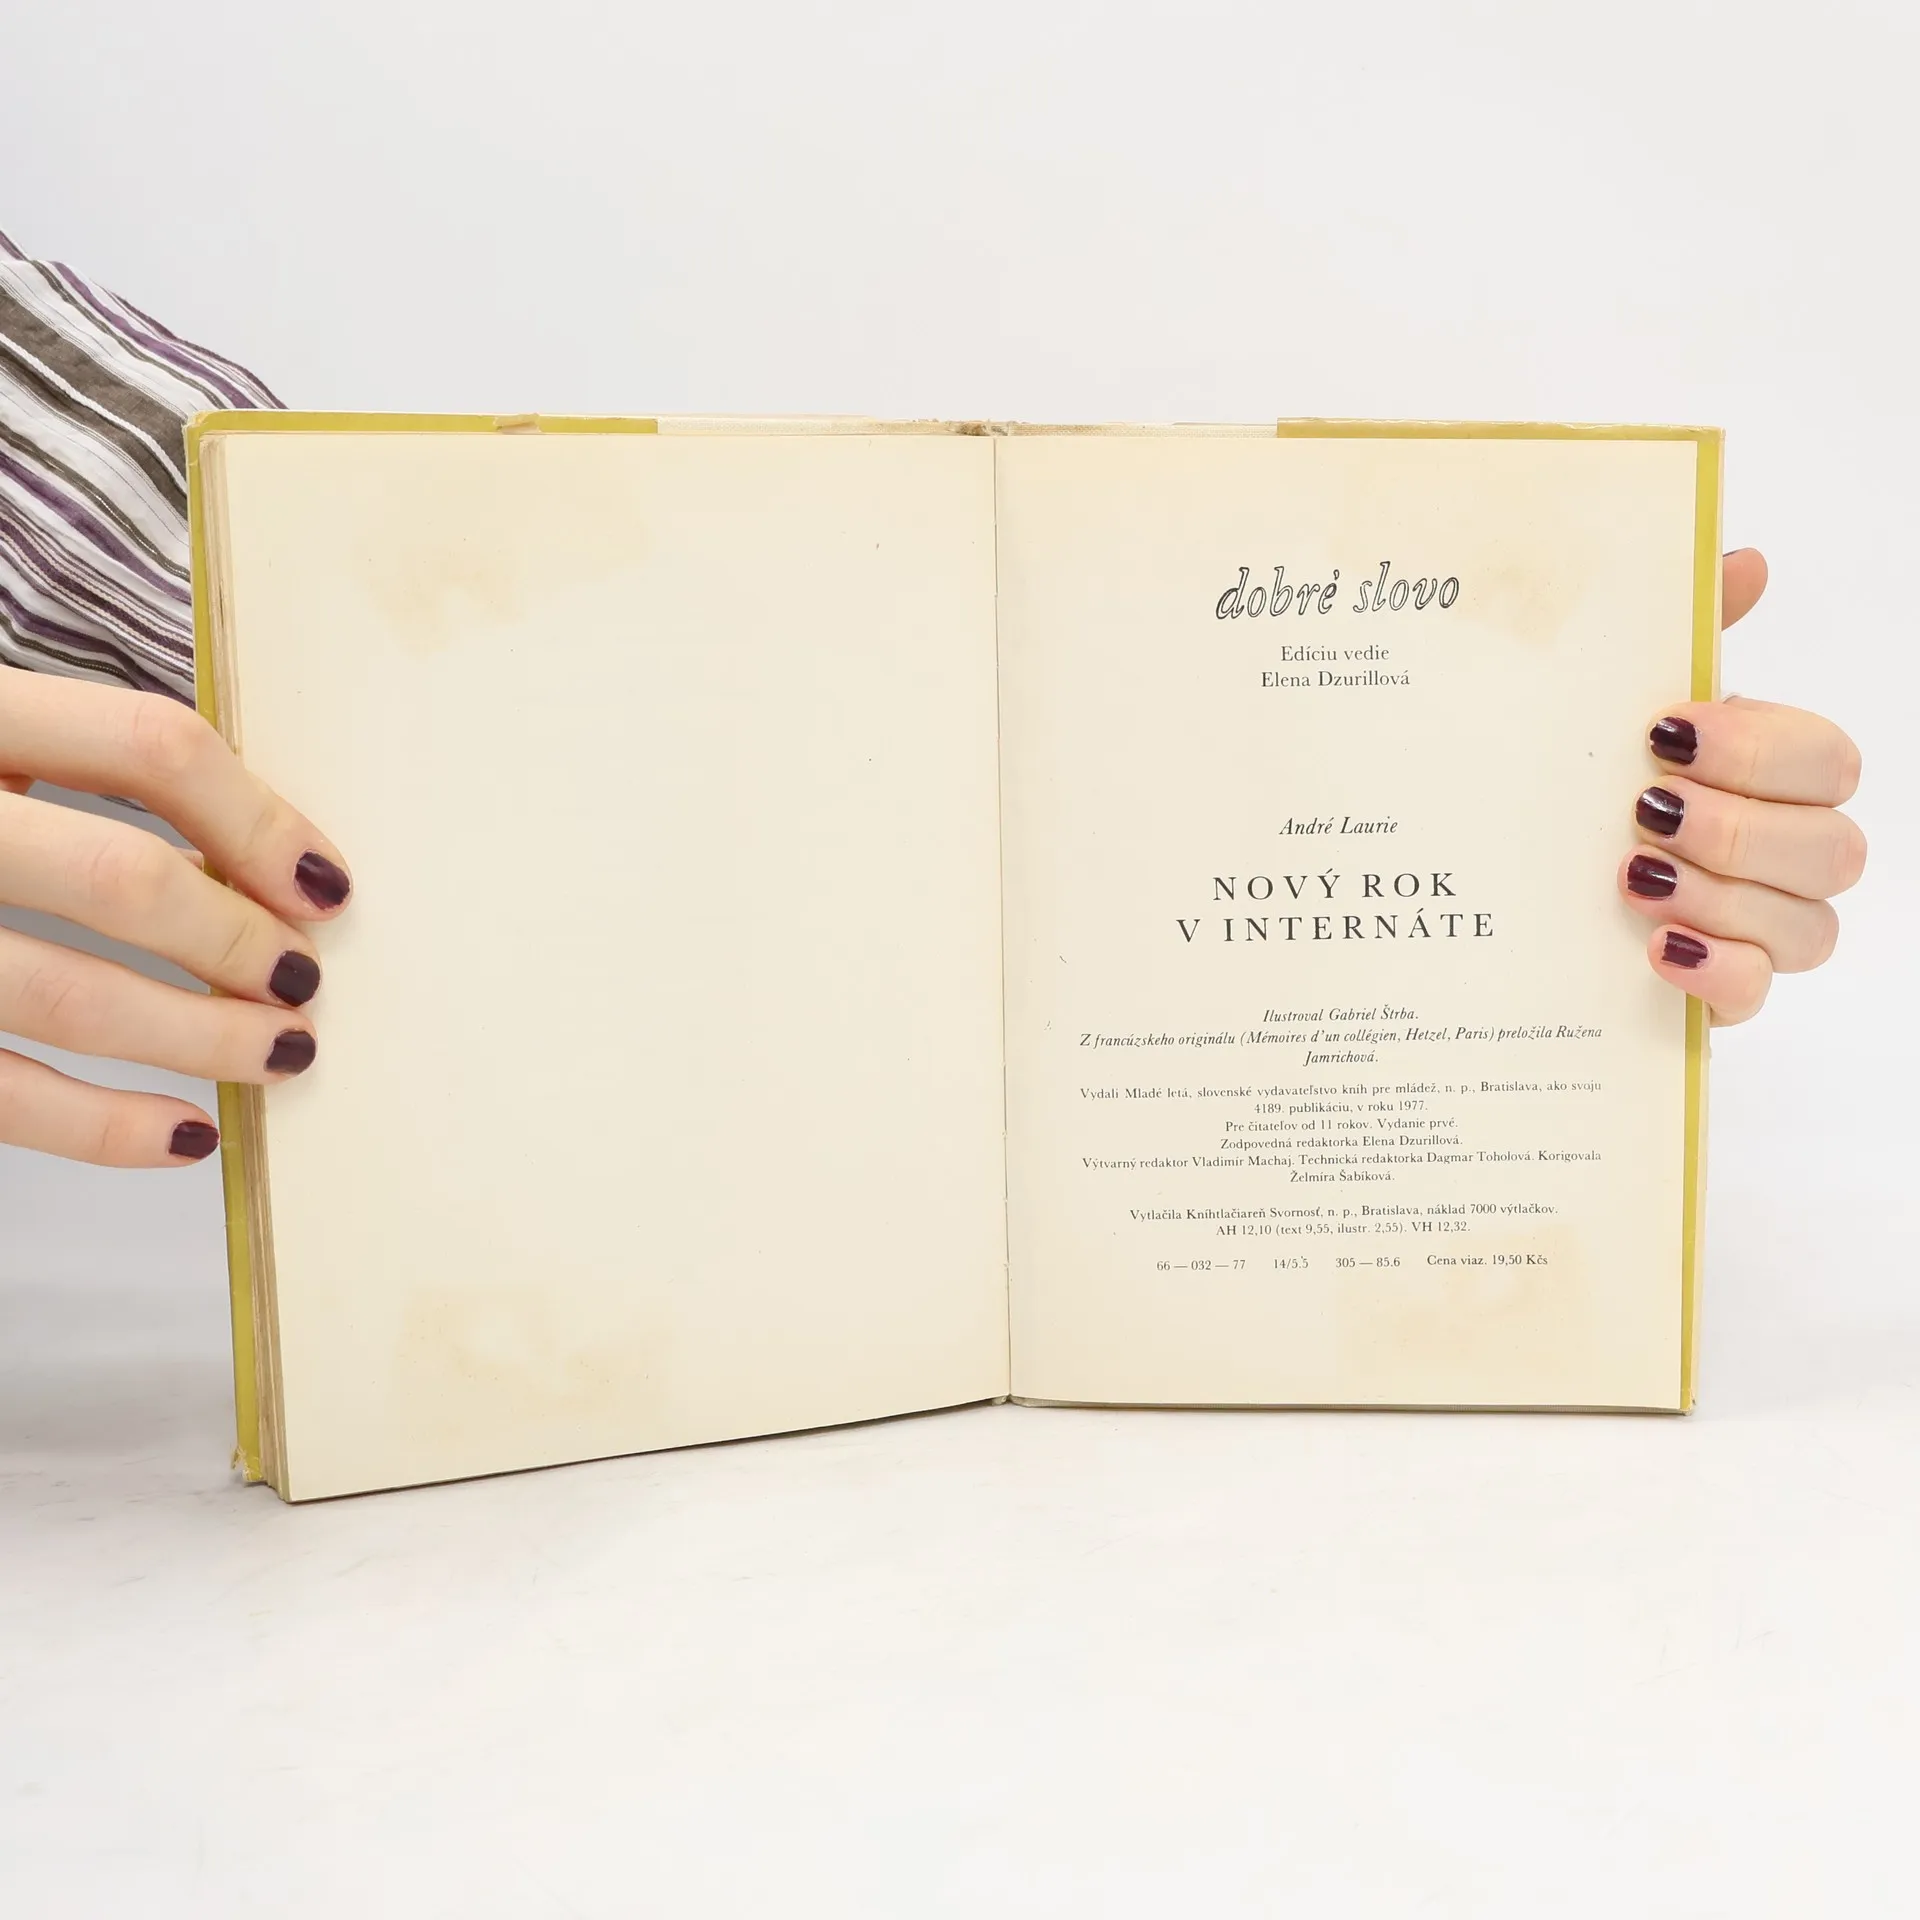 dobré slovo
Edíciu vedie
Elena Dzurillová
André Laurie
NOVÝ ROK
V INTERNÁTE
Ilustroval Gabriel Štrba.
Z francúzskeho originálu (Mémoires d'un collégien, Hetzel, Paris) preložila Ružena
Jamrichová.
Vydali Mladé letá, slovenské vydavateľstvo kníh pre mládež, n. p., Bratislava, ako svoju
4189. publikáciu, v roku 1977.
Pre čitateľov od 11 rokov. Vydanie prvé.
Zodpovedná redaktorka Elena Dzurillová.
Výtvarný redaktor Vladimír Machaj. Technická redaktorka Dagmar Toholová. Korigovala
Želmíra Šabíková.
Vytlačila Kníhtlačiareň Svornosť, n. p., Bratislava, náklad 7000 výtlačkov.
AH 12,10 (text 9,55, ilustr. 2,55). VH 12,32.
66 — 032 — 77 14/5.5 305 — 85.6 Cena viaz. 19,50 Kčs